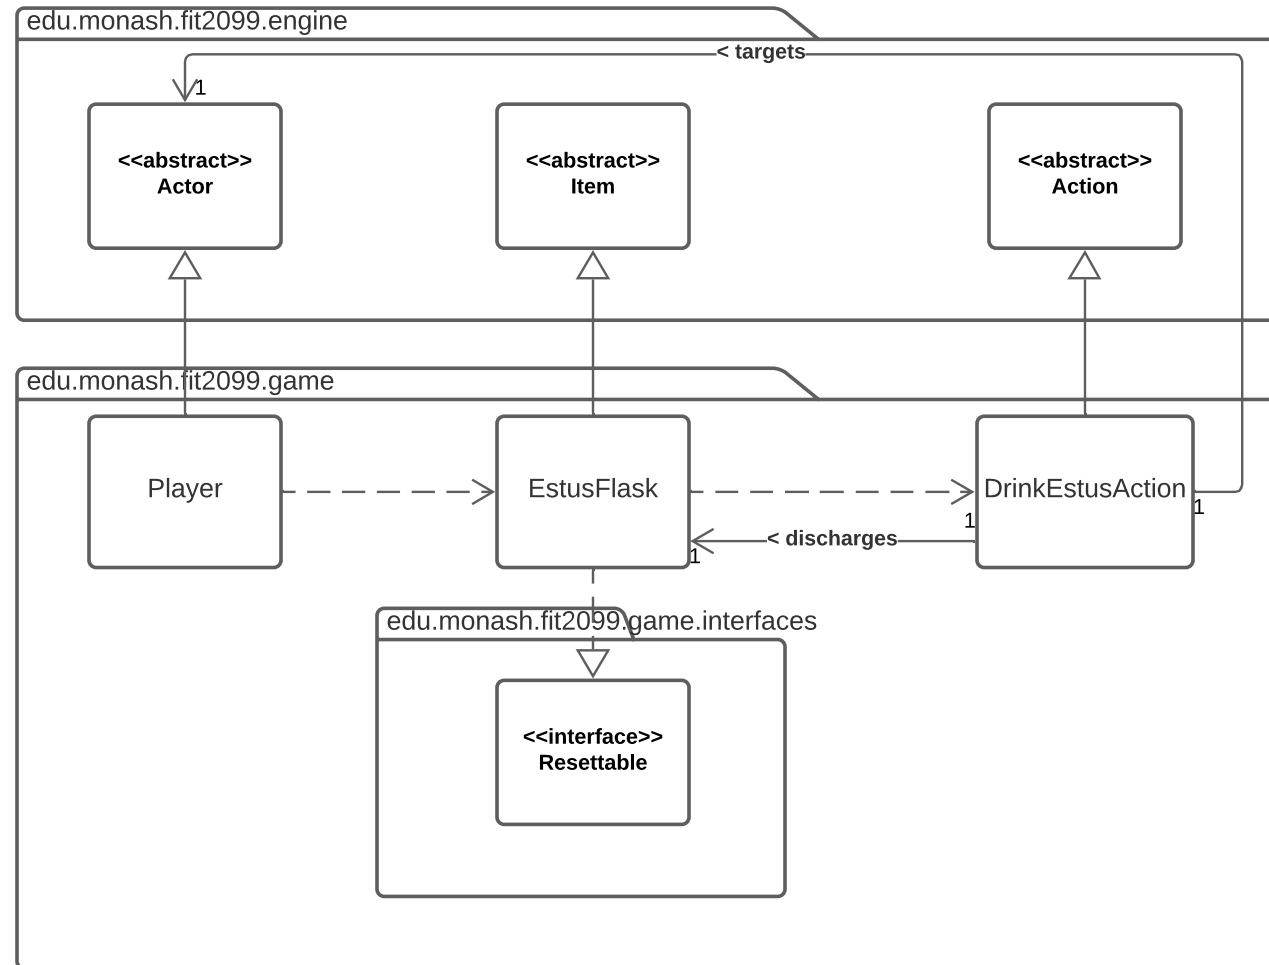 edu.monash.fit2099.engine
< targets
1
<<abstract>>
Actor
<<abstract>>
Item
<<abstract>>
Action
edu.monash.fit2099.game
Player
EstusFlask
DrinkEstusAction
1
1
< discharges
1
edu.monash.fit2099.game.interfaces
<<interface>>
Resettable